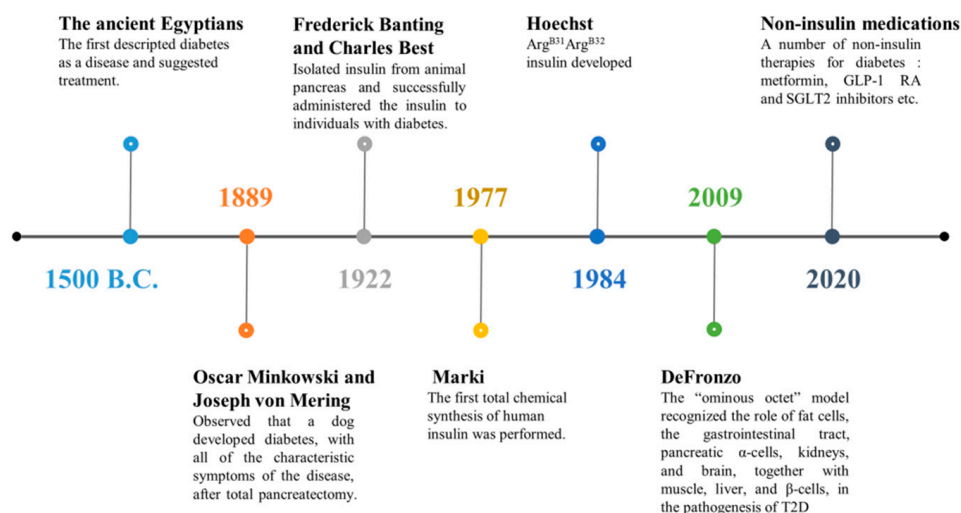 The ancient Egyptians
The first descripted diabetes
as a disease and suggested
treatment.
Frederick Banting
and Charles Best
Isolated insulin from animal
pancreas and successfully
administered the insulin to
individuals with diabetes.
Hoechst
Argᴮ³¹Argᴮ³²
insulin developed
Non-insulin medications
A number of non-insulin
therapies for diabetes :
metformin, GLP-1 RA
and SGLT2 inhibitors etc.
1889
1977
2009
1500 B.C.
1922
1984
2020
Oscar Minkowski and
Joseph von Mering
Observed that a dog
developed diabetes, with
all of the characteristic
symptoms of the disease,
after total pancreatectomy.
Marki
The first total chemical
synthesis of human
insulin was performed.
DeFronzo
The “ominous octet” model
recognized the role of fat cells,
the gastrointestinal tract,
pancreatic α-cells, kidneys,
and brain, together with
muscle, liver, and β-cells, in
the pathogenesis of T2D